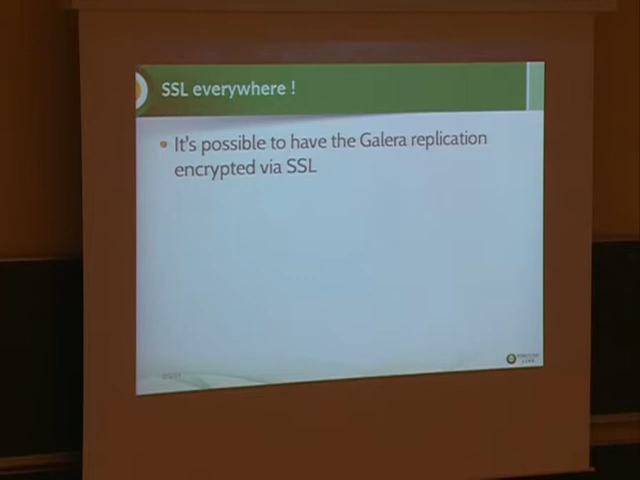 SSL everywhere !
It's possible to have the Galera replication
encrypted via SSL